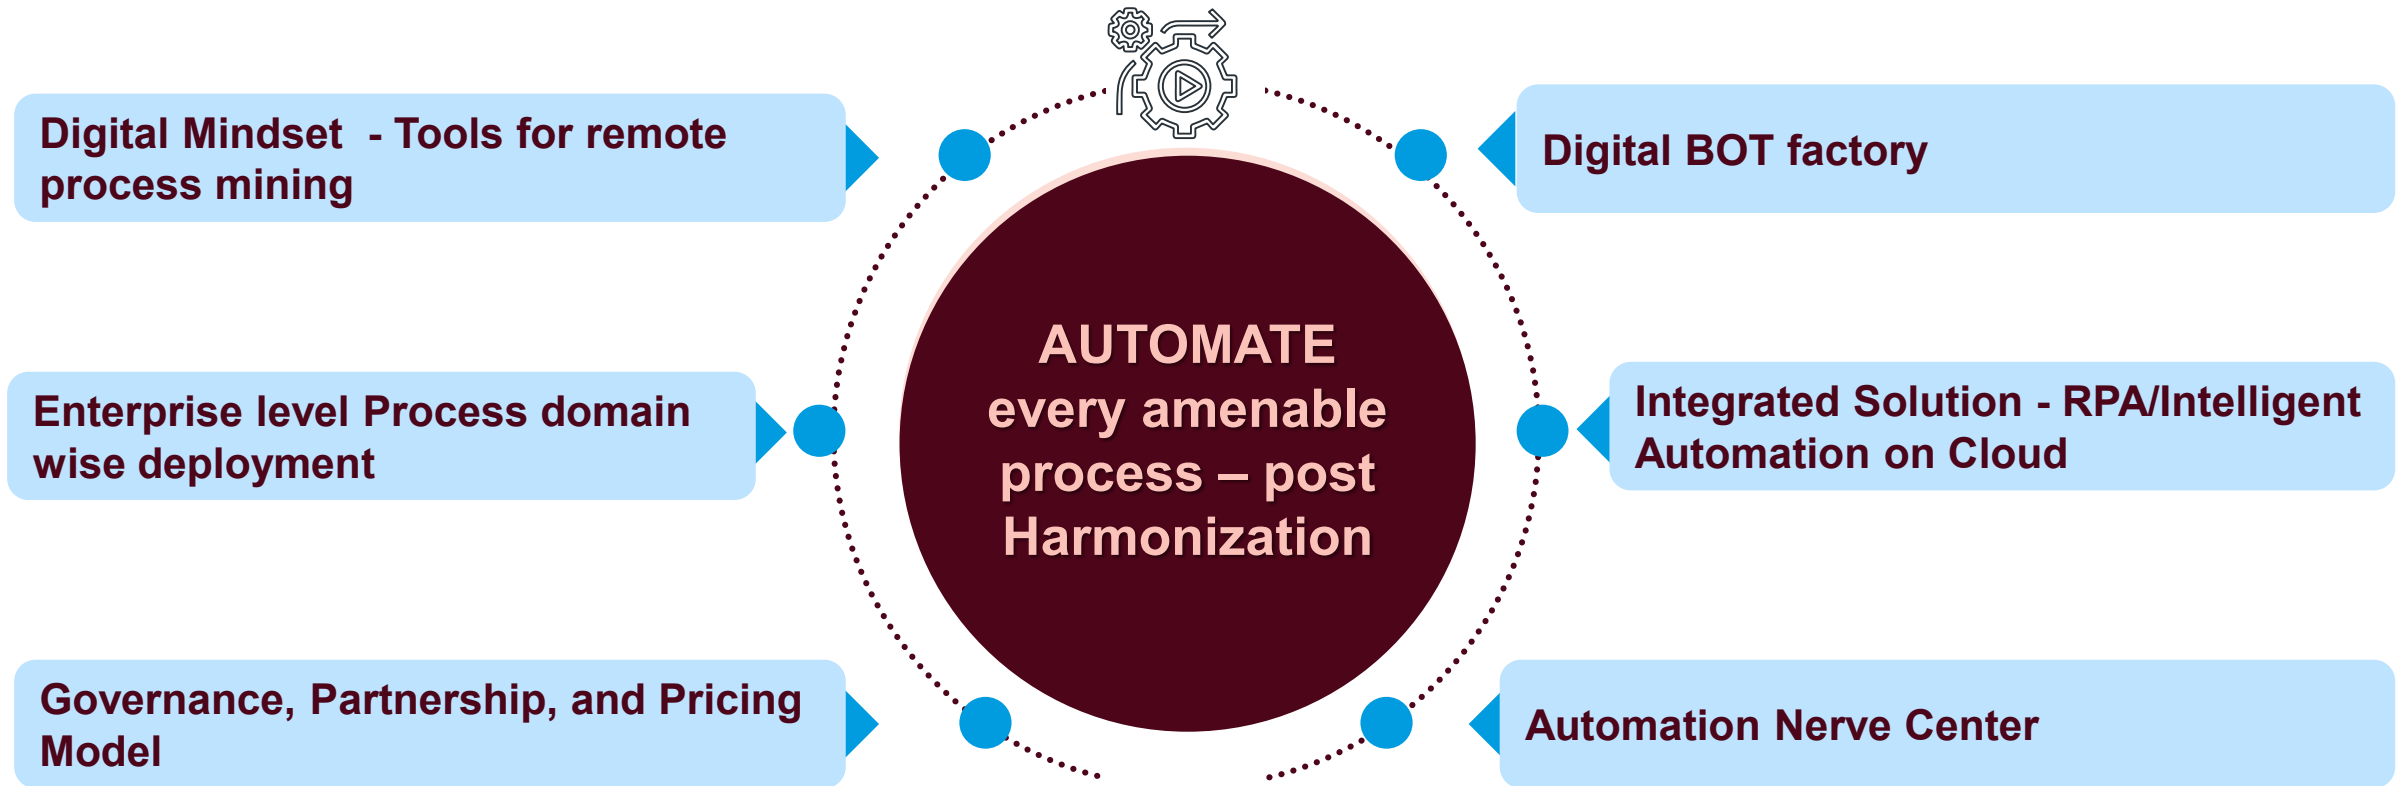 Digital Mindset  - Tools for remote
process mining
Enterprise level Process domain
wise deployment
Governance, Partnership, and Pricing
Model
AUTOMATE
every amenable
process – post
Harmonization
Digital BOT factory
Integrated Solution - RPA/Intelligent
Automation on Cloud
Automation Nerve Center